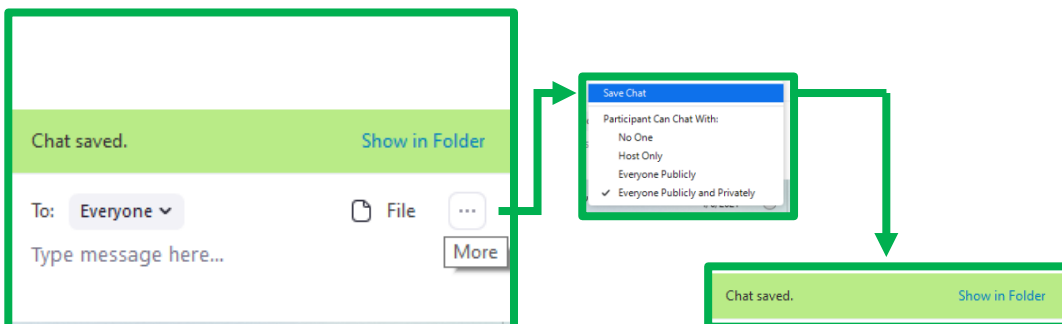 Chat saved. Show in Folder
To: Everyone File ...
More
Type message here...
Save Chat
Participant Can Chat With:
No One
Host Only
Everyone Publicly
✓ Everyone Publicly and Privately
Chat saved. Show in Folder